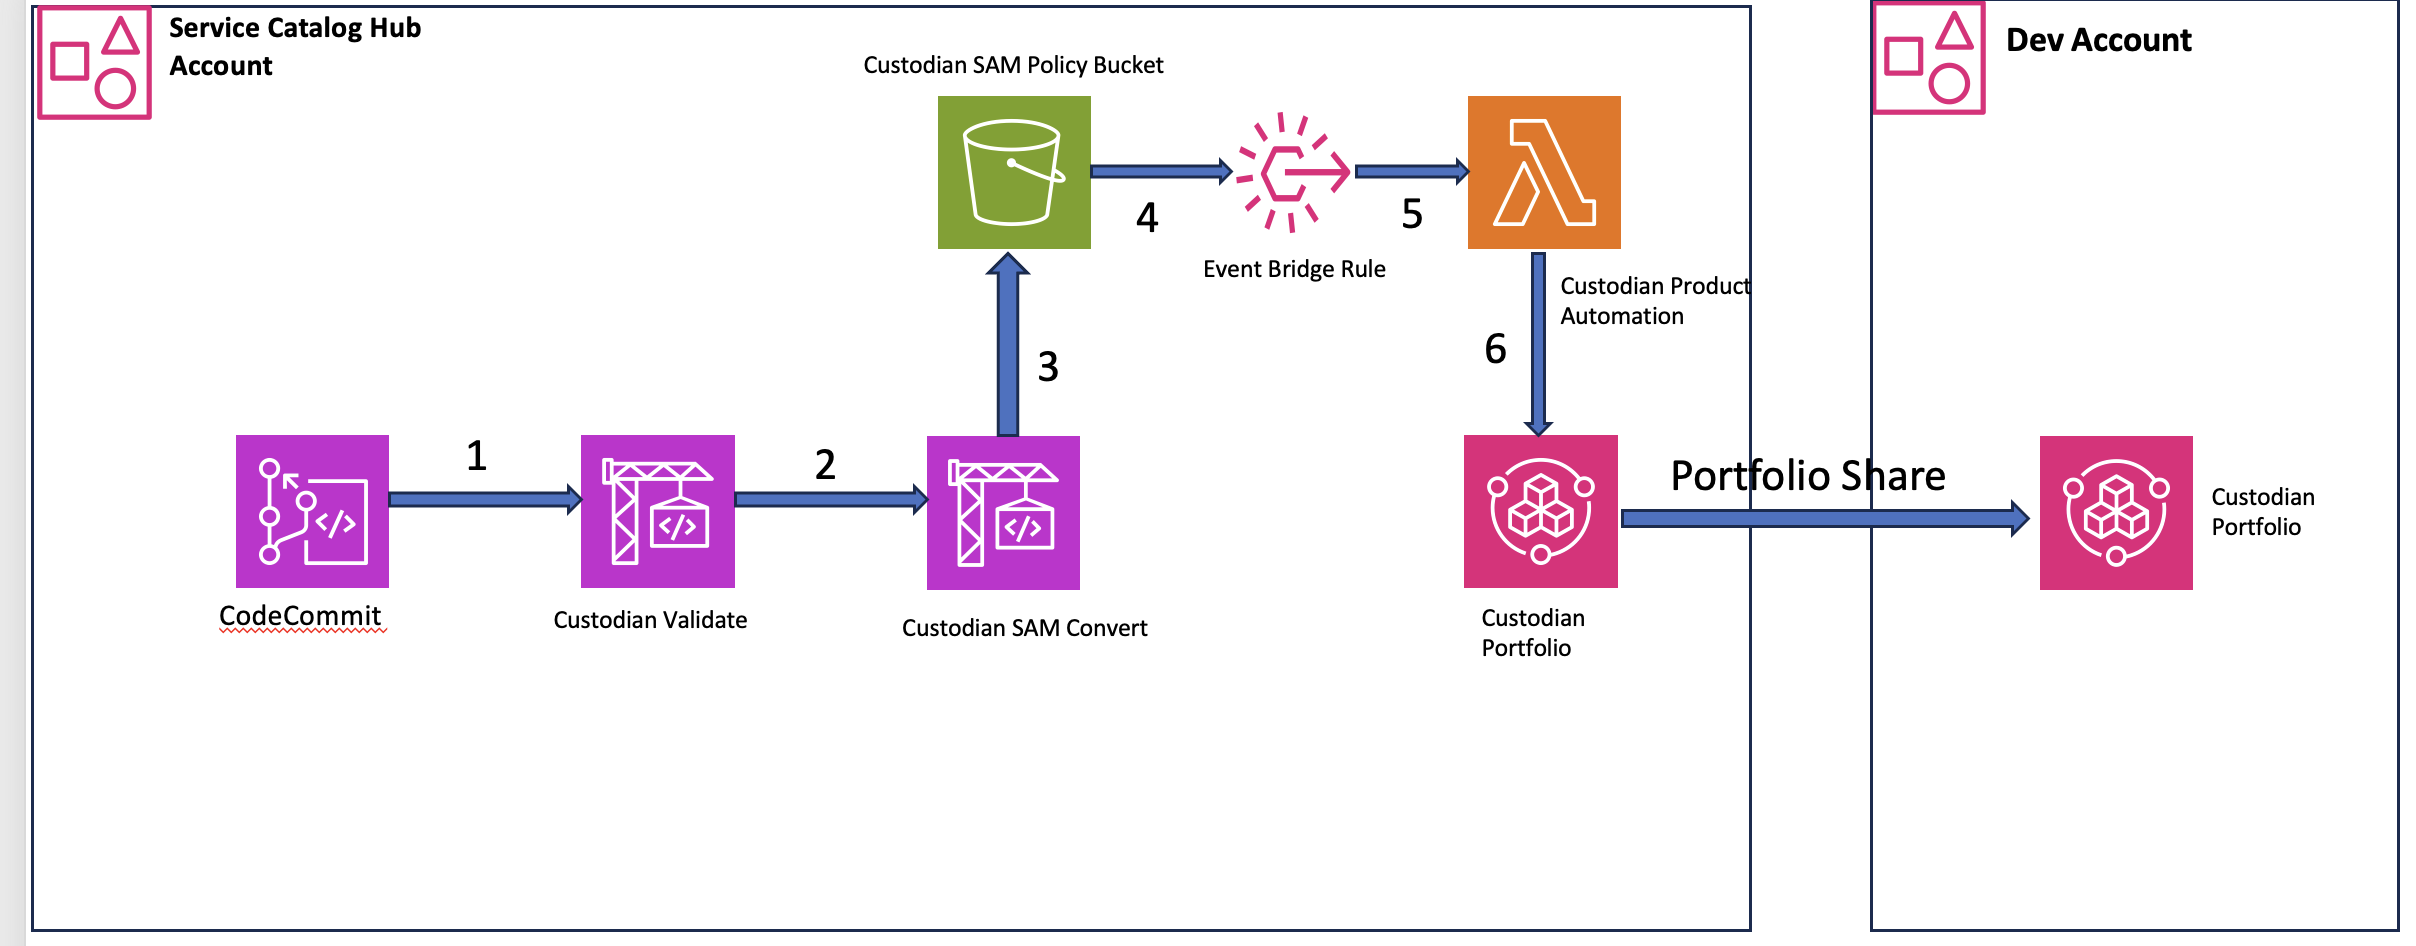 Service Catalog Hub
Account
Dev Account
Custodian SAM Policy Bucket
4
5
Event Bridge Rule
Custodian Product
Automation
3
6
1
2
Portfolio Share
</>
</>
</>
CodeCommit
Custodian Validate
Custodian SAM Convert
Custodian
Portfolio
Custodian
Portfolio